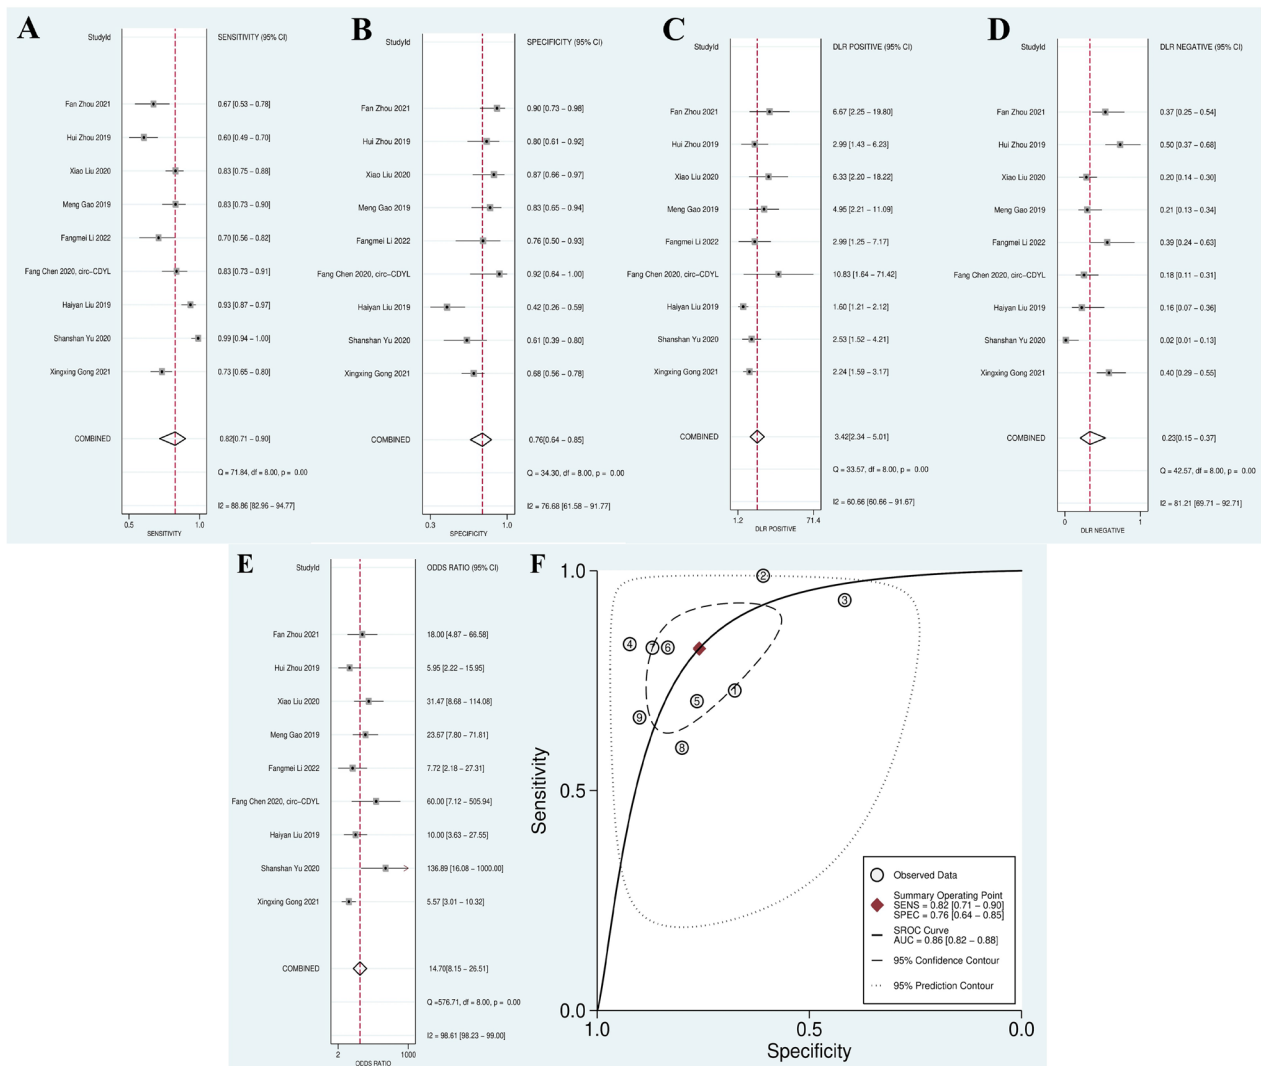 A
StudyId SENSITIVITY (95% CI)
Fan Zhou 2021 0.67 [0.53 – 0.78]
Hui Zhou 2019 0.60 [0.49 – 0.70]
Xiao Liu 2020 0.83 [0.75 – 0.88]
Meng Gao 2019 0.83 [0.73 – 0.90]
Fangmei Li 2022 0.70 [0.56 – 0.82]
Fang Chen 2020, circ–CDYL 0.83 [0.73 – 0.91]
Haiyan Liu 2019 0.93 [0.87 – 0.97]
Shanshan Yu 2020 0.99 [0.94 – 1.00]
Xingxing Gong 2021 0.73 [0.65 – 0.80]
COMBINED 0.82[0.71 – 0.90]
Q = 71.84, df = 8.00, p = 0.00
I2 = 88.86 [82.96 – 94.77]
0.5 1.0
SENSITIVITY
B
StudyId SPECIFICITY (95% CI)
Fan Zhou 2021 0.90 [0.73 – 0.98]
Hui Zhou 2019 0.80 [0.61 – 0.92]
Xiao Liu 2020 0.87 [0.66 – 0.97]
Meng Gao 2019 0.83 [0.65 – 0.94]
Fangmei Li 2022 0.76 [0.50 – 0.93]
Fang Chen 2020, circ–CDYL 0.92 [0.64 – 1.00]
Haiyan Liu 2019 0.42 [0.26 – 0.59]
Shanshan Yu 2020 0.61 [0.39 – 0.80]
Xingxing Gong 2021 0.68 [0.56 – 0.78]
COMBINED 0.76[0.64 – 0.85]
Q = 34.30, df = 8.00, p = 0.00
I2 = 76.68 [61.58 – 91.77]
0.3 1.0
SPECIFICITY
C
StudyId DLR POSITIVE (95% CI)
Fan Zhou 2021 6.67 [2.25 – 19.80]
Hui Zhou 2019 2.99 [1.43 – 6.23]
Xiao Liu 2020 6.33 [2.20 – 18.22]
Meng Gao 2019 4.95 [2.21 – 11.09]
Fangmei Li 2022 2.99 [1.25 – 7.17]
Fang Chen 2020, circ–CDYL 10.83 [1.64 – 71.42]
Haiyan Liu 2019 1.60 [1.21 – 2.12]
Shanshan Yu 2020 2.53 [1.52 – 4.21]
Xingxing Gong 2021 2.24 [1.59 – 3.17]
COMBINED 3.42[2.34 – 5.01]
Q = 33.57, df = 8.00, p = 0.00
I2 = 60.66 [60.66 – 91.67]
1.2 71.4
DLR POSITIVE
D
StudyId DLR NEGATIVE (95% CI)
Fan Zhou 2021 0.37 [0.25 – 0.54]
Hui Zhou 2019 0.50 [0.37 – 0.68]
Xiao Liu 2020 0.20 [0.14 – 0.30]
Meng Gao 2019 0.21 [0.13 – 0.34]
Fangmei Li 2022 0.39 [0.24 – 0.63]
Fang Chen 2020, circ–CDYL 0.18 [0.11 – 0.31]
Haiyan Liu 2019 0.16 [0.07 – 0.36]
Shanshan Yu 2020 0.02 [0.01 – 0.13]
Xingxing Gong 2021 0.40 [0.29 – 0.55]
COMBINED 0.23[0.15 – 0.37]
Q = 42.57, df = 8.00, p = 0.00
I2 = 81.21 [69.71 – 92.71]
0 1
DLR NEGATIVE
E
StudyId ODDS RATIO (95% CI)
Fan Zhou 2021 18.00 [4.87 – 66.58]
Hui Zhou 2019 5.95 [2.22 – 15.95]
Xiao Liu 2020 31.47 [8.68 – 114.08]
Meng Gao 2019 23.67 [7.80 – 71.81]
Fangmei Li 2022 7.72 [2.18 – 27.31]
Fang Chen 2020, circ–CDYL 60.00 [7.12 – 505.94]
Haiyan Liu 2019 10.00 [3.63 – 27.55]
Shanshan Yu 2020 136.89 [16.08 – 1000.00]
Xingxing Gong 2021 5.57 [3.01 – 10.32]
COMBINED 14.70[8.15 – 26.51]
Q =576.71, df = 8.00, p = 0.00
I2 = 98.61 [98.23 – 99.00]
2 1000
ODDS RATIO
F
1.0
2
3
4 7 6
5 1
9
8
0.5
Sensitivity
Observed Data
Summary Operating Point
SENS = 0.82 [0.71 – 0.90]
SPEC = 0.76 [0.64 – 0.85]
SROC Curve
AUC = 0.86 [0.82 – 0.88]
95% Confidence Contour
95% Prediction Contour
0.0
1.0 0.5 0.0
Specificity